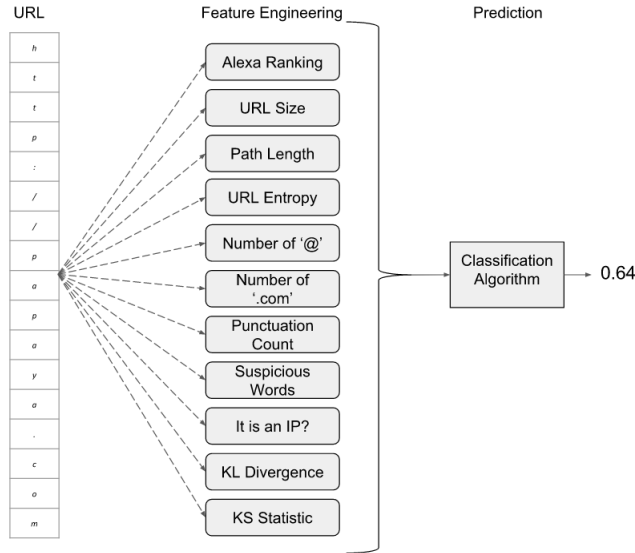 URL
Feature Engineering
Prediction
h
t
t
p
:
/
/
p
a
p
a
y
a
.
c
o
m
Alexa Ranking
URL Size
Path Length
URL Entropy
Number of ‘@’
Number of
‘.com’
Punctuation
Count
Suspicious
Words
It is an IP?
KL Divergence
KS Statistic
Classification
Algorithm
0.64